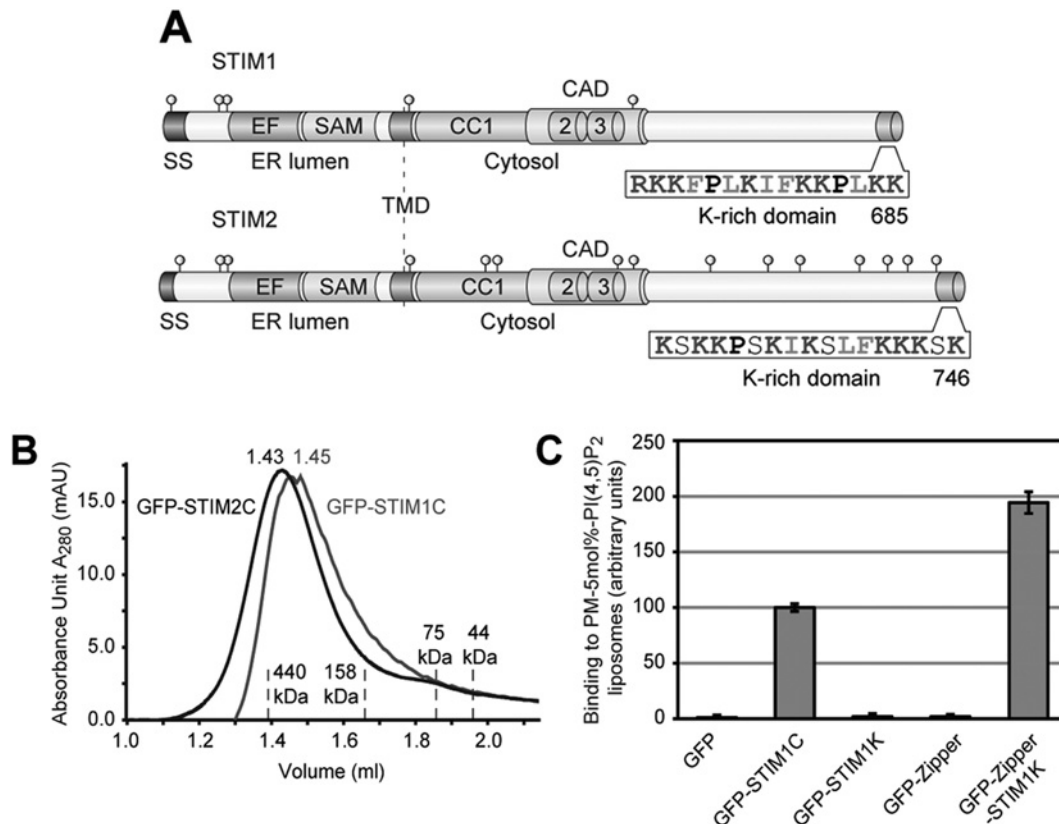 A
STIM1
CAD
EF SAM CC1 2 3
SS ER lumen Cytosol
RKKFPLKIFKKPLKK
K-rich domain 685
TMD
STIM2
CAD
EF SAM CC1 2 3
SS ER lumen Cytosol
KSKKPSKIKSLFKKKSK
K-rich domain 746
B
Absorbance Unit A280 (mAU)
15.0
10.0
5.0
0.0
1.43 1.45
GFP-STIM2C GFP-STIM1C
440 kDa
158 kDa
75 kDa
44 kDa
1.0 1.2 1.4 1.6 1.8 2.0
Volume (ml)
C
Binding to PM-5mol%-PI(4,5)P2
liposomes (arbitrary units)
250
200
150
100
50
0
GFP
GFP-STIM1C
GFP-STIM1K
GFP-Zipper
GFP-Zipper
-STIM1K